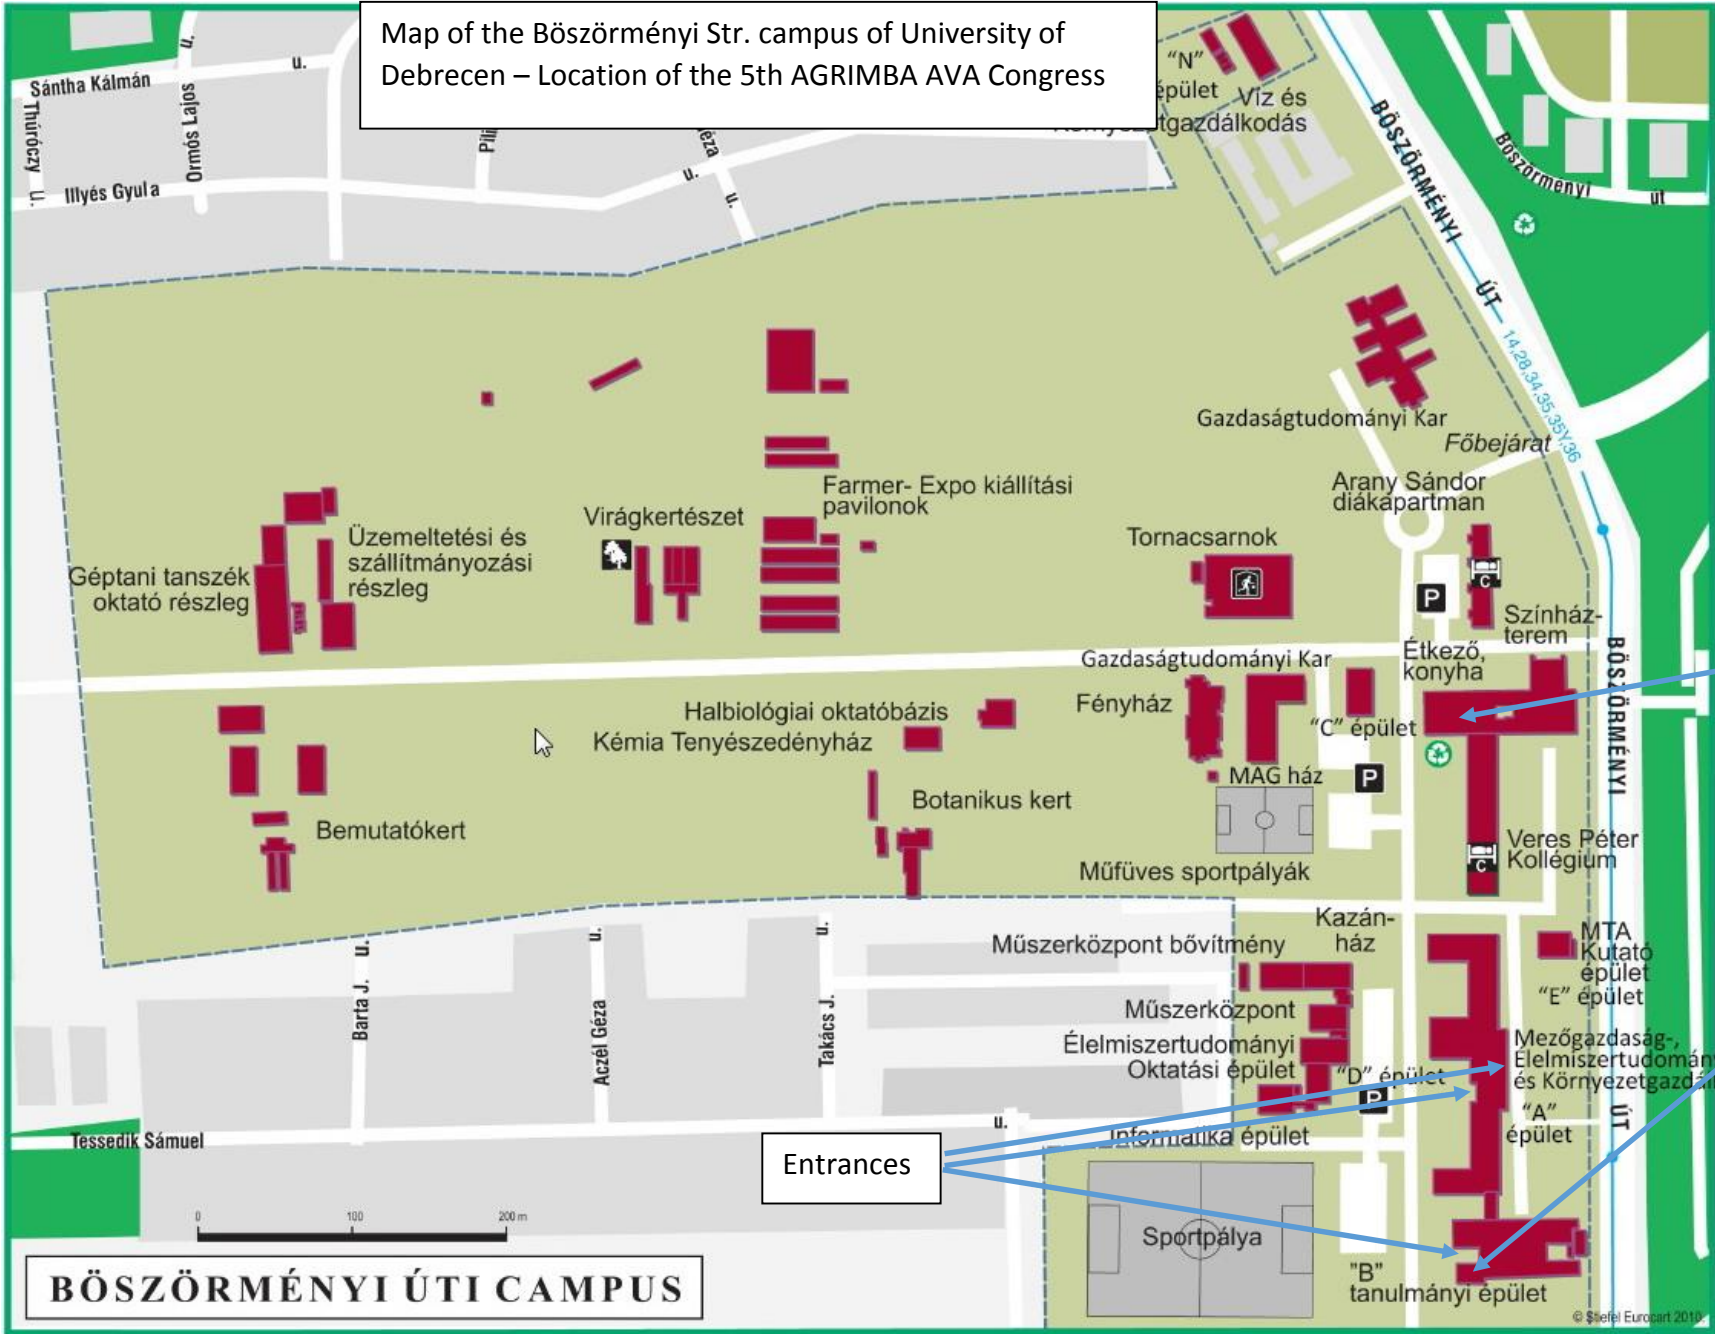 Map of the Böszörményi Str. campus of University of
Debrecen – Location of the 5th AGRIMBA AVA Congress
Sántha Kálmán
u.
Thúróczy u.
Ormós Lajos u.
Illyés Gyula
u.
u.
"N"
épület
Víz és
BÖSZÖRMÉNYI
ÚT
14,28,34,35,35Y,36
Böszörményi
út
Gazdaságtudományi Kar
Főbejárat
Arany Sándor
diákapartman
Farmer- Expo kiállítási
pavilonok
Virágkertészet
Tornacsarnok
Üzemeltetési és
szállítmányozási
részleg
Géptani tanszék
oktató részleg
P
C
Színház-
terem
Étkező,
konyha
Gazdaságtudományi Kar
Fényház
"C" épület
BÖSZÖRMÉNYI
Halbiológiai oktatóbázis
Kémia Tenyészedényház
MAG ház
P
Botanikus kert
Bemutatókert
Veres Péter
Kollégium
C
Műfüves sportpályák
Kazán-
ház
Műszerközpont bővítmény
MTA
Kutató
épület
"E" épület
Barta J. u.
Aczél Géza u.
Takács J. u.
Műszerközpont
Élelmiszertudományi
Oktatási épület
"D" épület
P
Mezőgazdaság-,
"A"
épület
ÚT
Tessedik Sámuel
u.
Informatika épület
Entrances
Sportpálya
"B"
tanulmányi épület
0 100 200 m
BÖSZÖRMÉNYI ÚTI CAMPUS
© Stiefel Eurocart 2010.